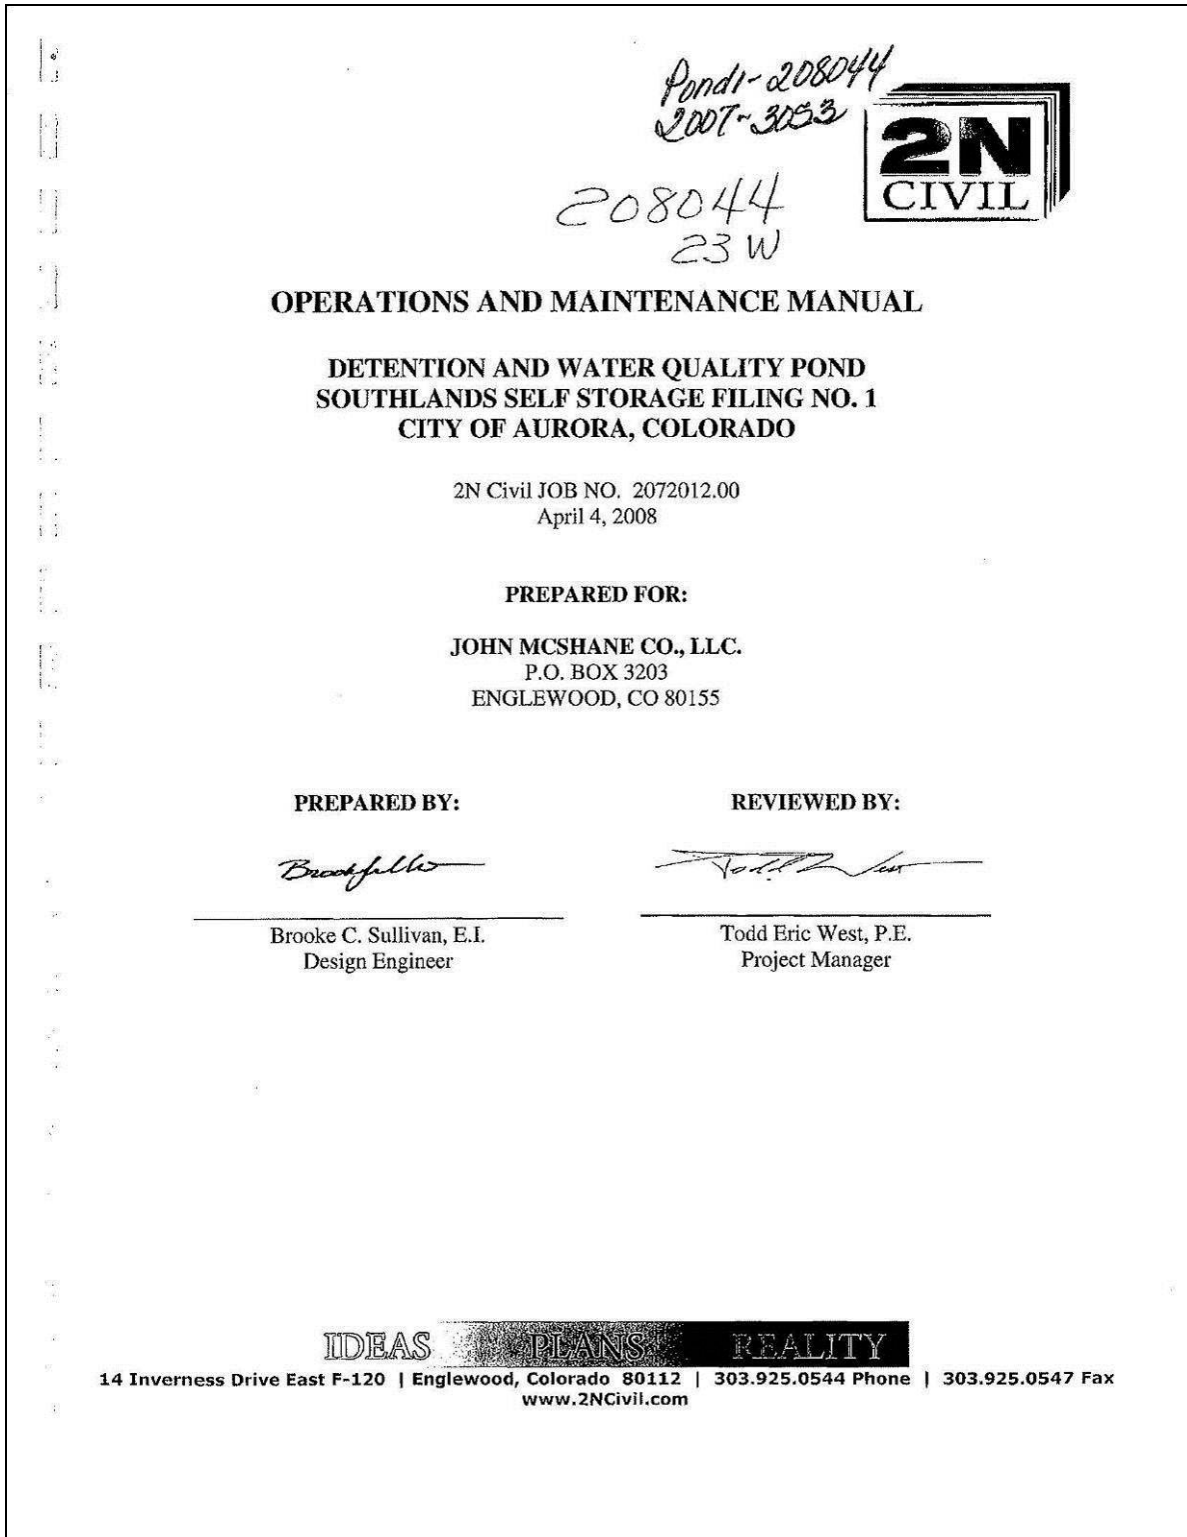 Pond1-208044
2007-3053
2N
CIVIL
208044
23 W
OPERATIONS AND MAINTENANCE MANUAL
DETENTION AND WATER QUALITY POND
SOUTHLANDS SELF STORAGE FILING NO. 1
CITY OF AURORA, COLORADO
2N Civil JOB NO. 2072012.00
April 4, 2008
PREPARED FOR:
JOHN MCSHANE CO., LLC.
P.O. BOX 3203
ENGLEWOOD, CO 80155
PREPARED BY: REVIEWED BY:
Todd West
Brooke C. Sullivan, E.I. Todd Eric West, P.E.
Design Engineer Project Manager
IDEAS PLANS REALITY
14 Inverness Drive East F-120 | Englewood, Colorado 80112 | 303.925.0544 Phone | 303.925.0547 Fax
www.2NCivil.com